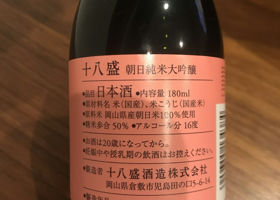 十八盛 朝日純米大吟醸
●品目 日本酒 ●内容量 180ml
●原材料名 米(国産)、米こうじ(国産米)
●原料米 岡山県産朝日米100%使用
●精米歩合 50% ●アルコール分 16度
●お酒は20歳になってから。
●妊娠中や授乳期の飲酒はお控えください。
●製造者 十八盛酒造株式会社
岡山県倉敷市児島田の口5-6-14